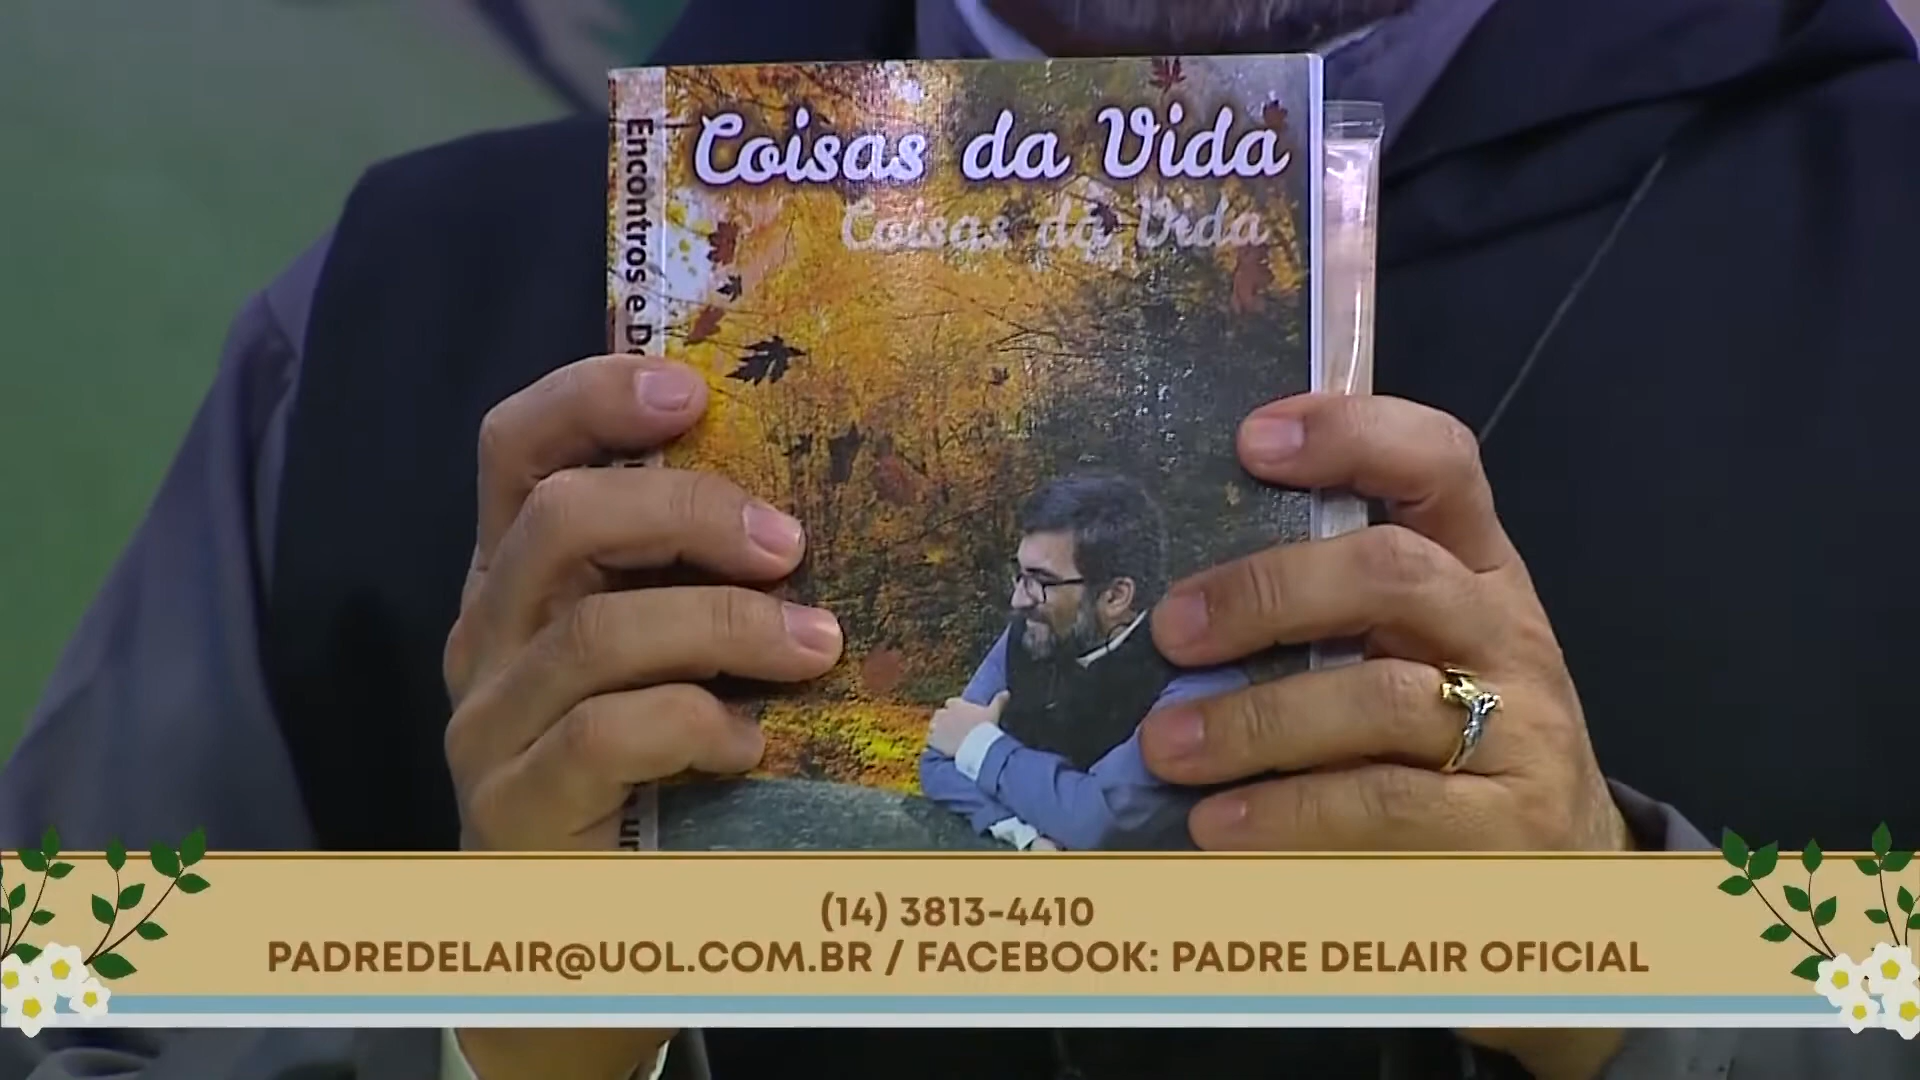 Coisas da Vida
Coisas da Vida
Encontros e
(14) 3813-4410
PADREDELAIR@UOL.COM.BR / FACEBOOK: PADRE DELAIR OFICIAL